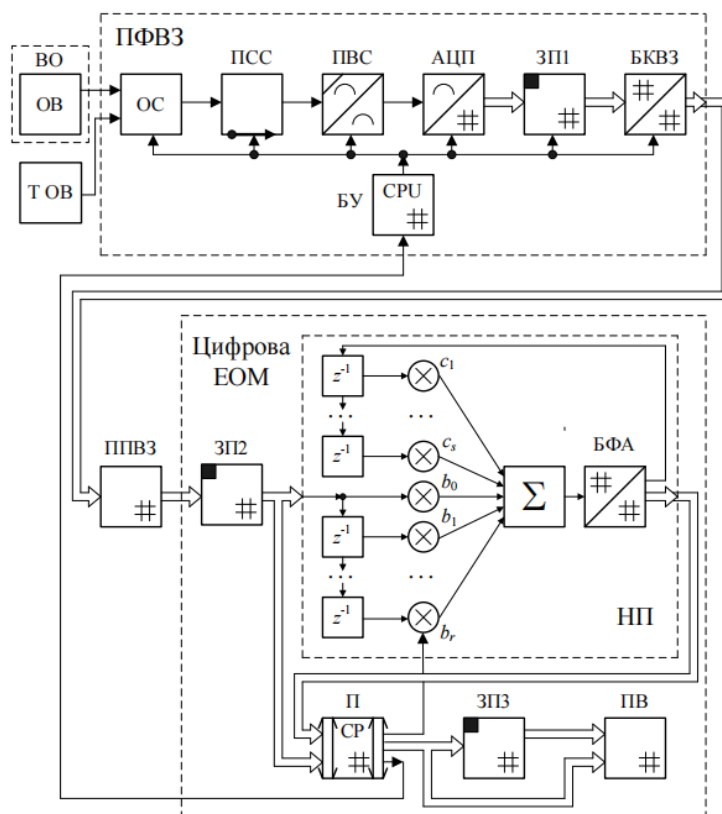 ПФВЗ
ВО
ОВ
Т ОВ
ОС
ПСС
ПВС
АЦП
ЗП1
БКВЗ
БУ
CPU
Цифрова
ЕОМ
ППВЗ
ЗП2
z⁻¹
c₁
...
...
z⁻¹
cₛ
b₀
z⁻¹
b₁
...
...
z⁻¹
bᵣ
Σ
БФА
НП
П
СР
ЗП3
ПВ